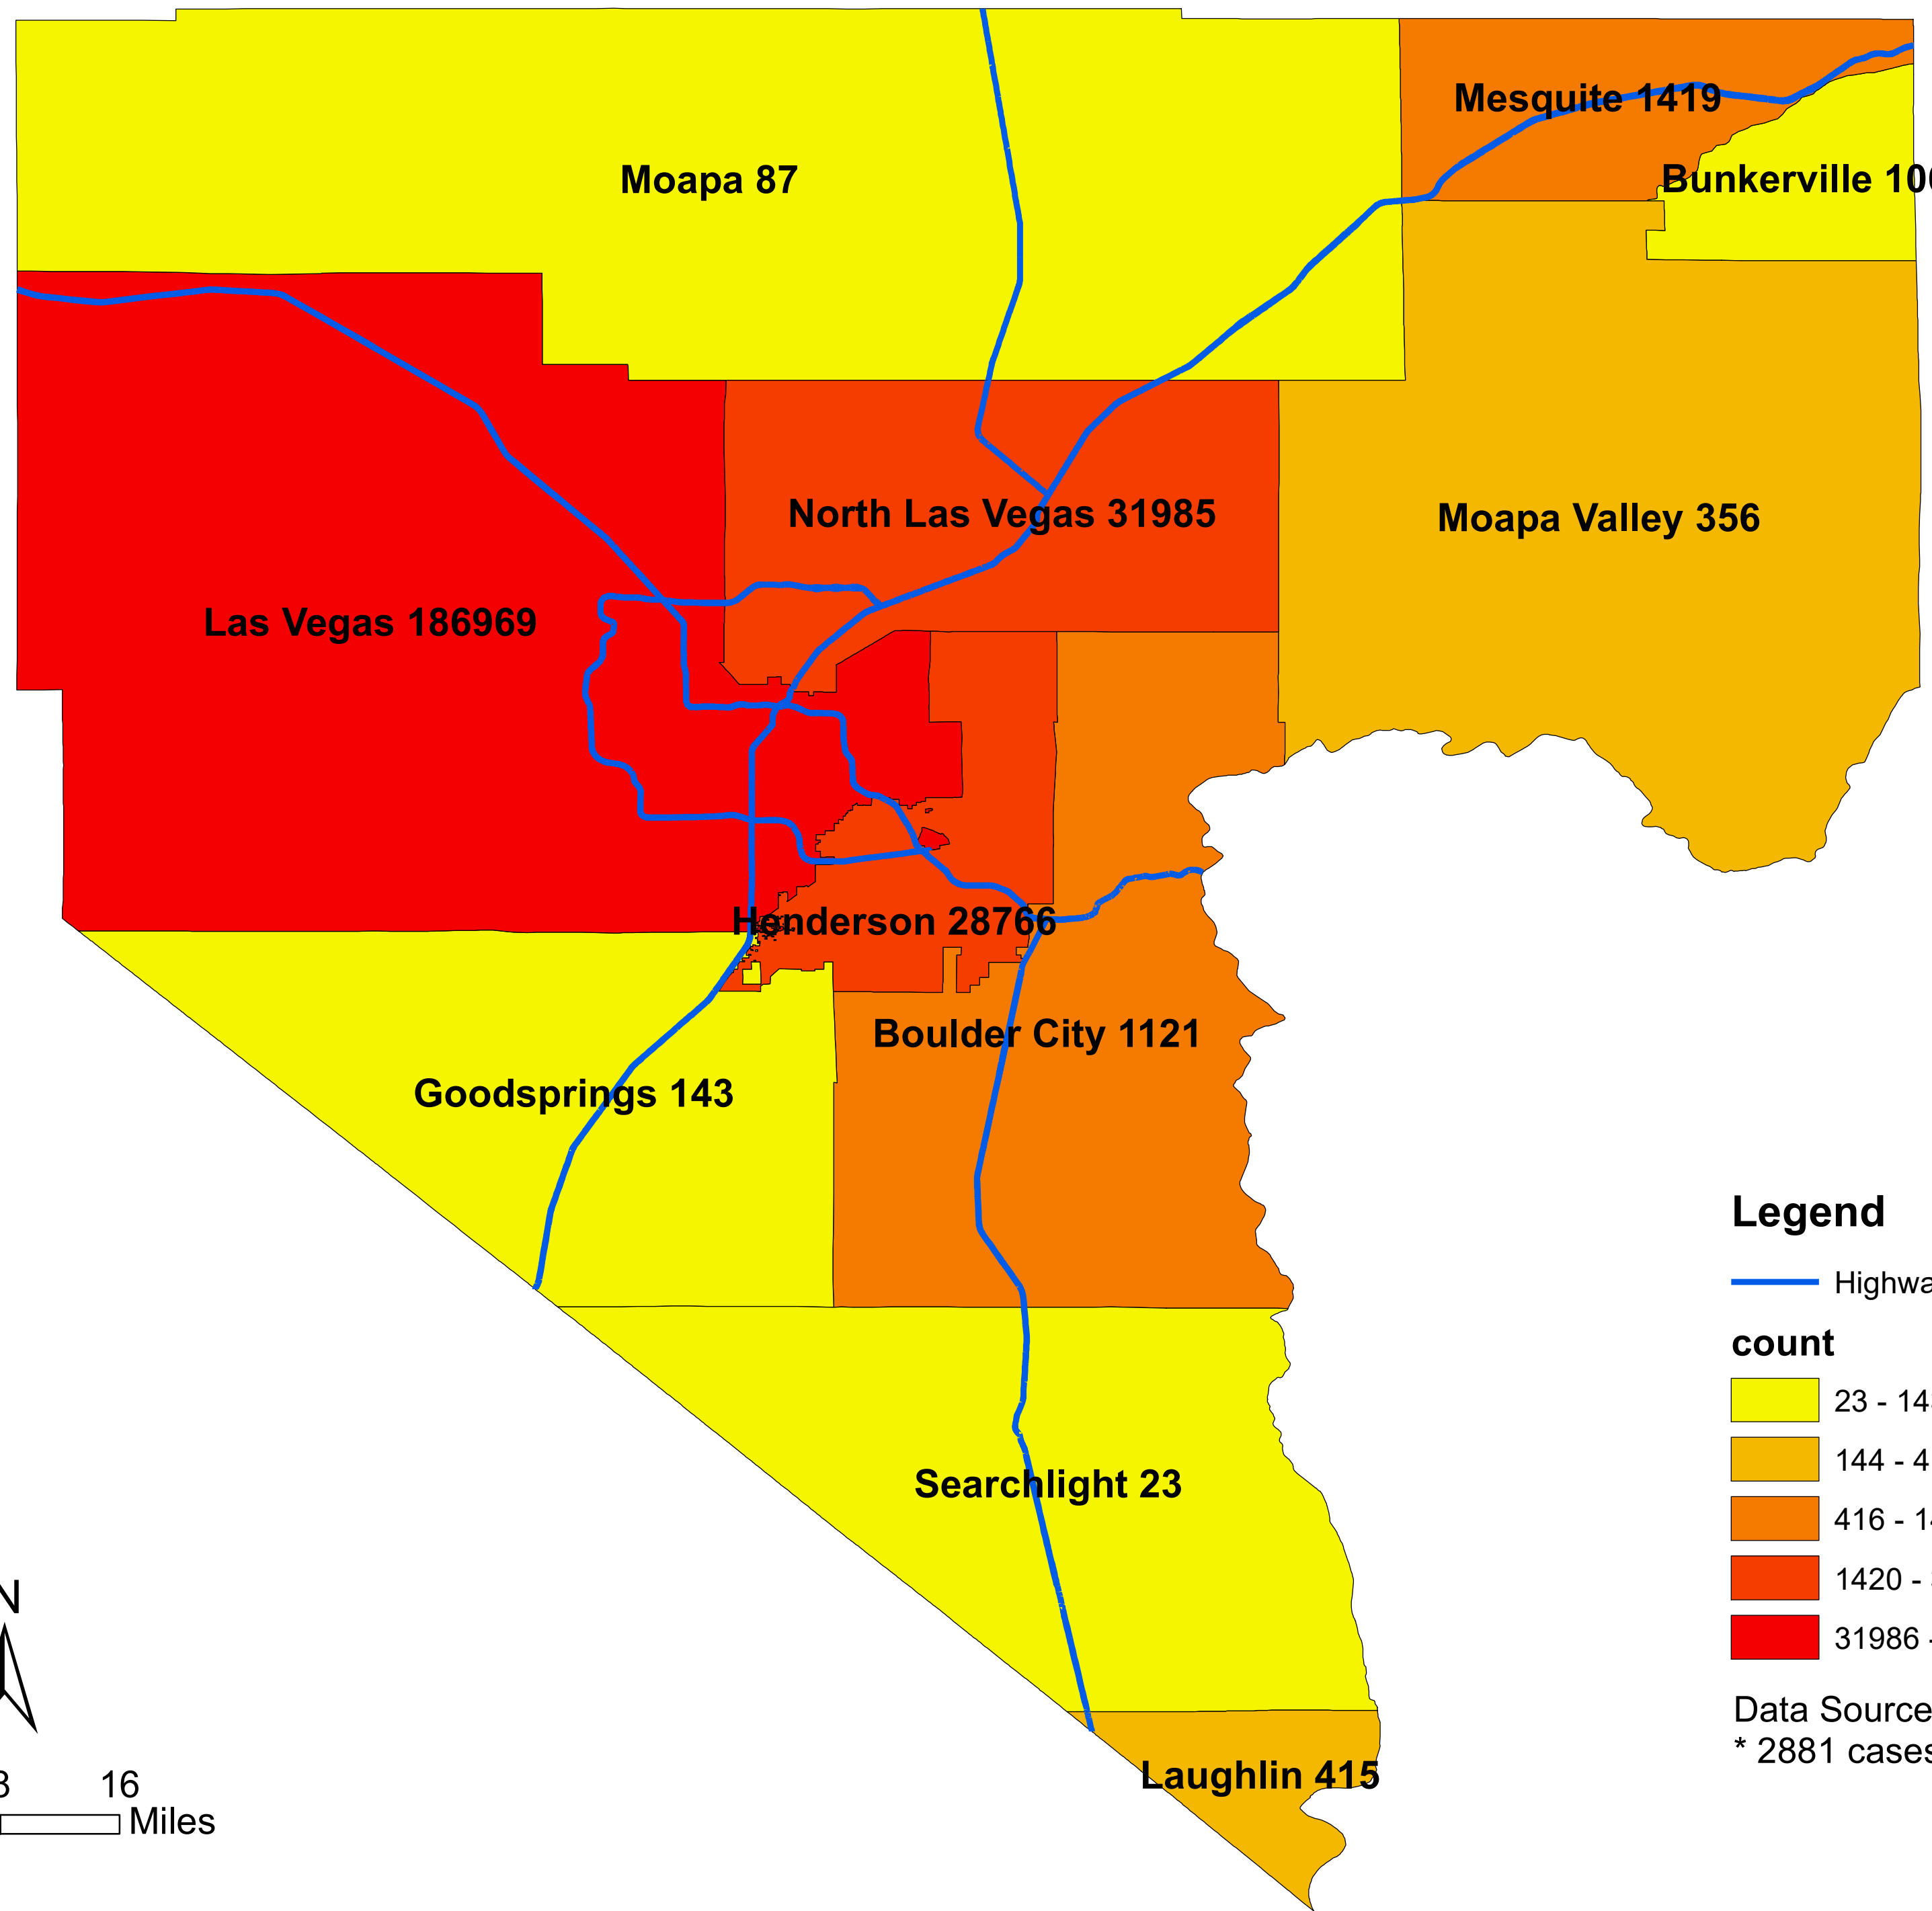 Mesquite 1419
Moapa 87
Bunkerville 10
North Las Vegas 31985
Moapa Valley 356
Las Vegas 186969
Henderson 28766
Boulder City 1121
Goodsprings 143
Searchlight 23
Laughlin 415
Legend
Highwa
count
23 - 14
144 - 4
416 - 1
1420 -
31986 -
Data Source
* 2881 cases
N
16
Miles